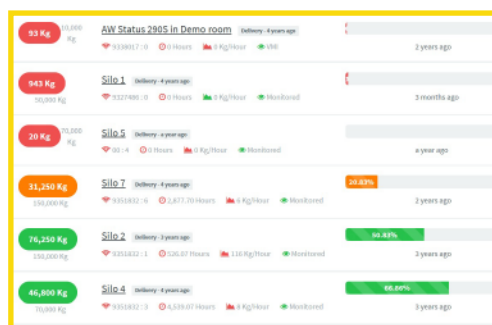 93 Kg 10,000 Kg AW Status 290S in Demo room Delivery - 4 years ago
9338017 : 0 0 Hours 0 Kg/Hour VMI 2 years ago
943 Kg Silo 1 Delivery - 4 years ago
50,000 Kg 9327486 : 0 0 Hours 0 Kg/Hour Monitored 3 months ago
20 Kg 70,000 Kg Silo 5 Delivery - a year ago
00 : 4 0 Hours 0 Kg/Hour Monitored a year ago
31,250 Kg Silo 7 Delivery - 4 years ago 20.83%
150,000 Kg 9351832 : 6 2,877.70 Hours 6 Kg/Hour Monitored 2 years ago
76,250 Kg Silo 2 Delivery - 3 years ago 50.83%
150,000 Kg 9351832 : 1 536.07 Hours 116 Kg/Hour Monitored 3 years ago
46,800 Kg Silo 4 Delivery - 4 years ago 66.86%
70,000 Kg 9351832 : 3 4,539.07 Hours 8 Kg/Hour Monitored 3 years ago